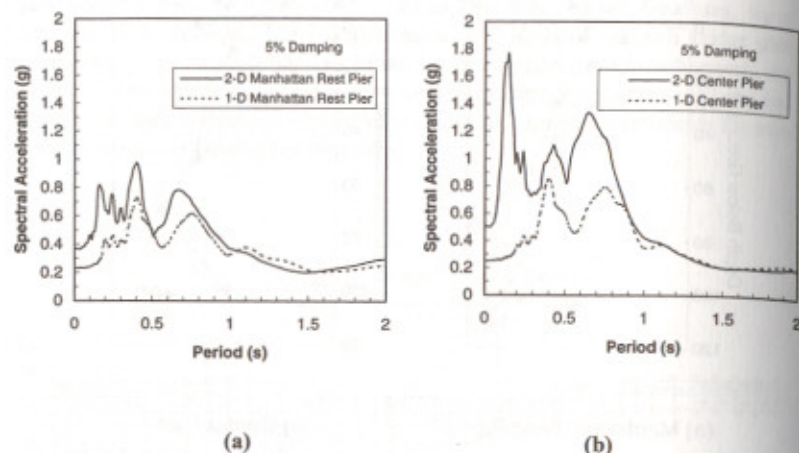 2
1.8
1.6
1.4
1.2
1
0.8
0.6
0.4
0.2
0
Spectral Acceleration (g)
5% Damping
2-D Manhattan Rest Pier
1-D Manhattan Rest Pier
0
0.5
1
1.5
2
Period (s)
(a)
2
1.8
1.6
1.4
1.2
1
0.8
0.6
0.4
0.2
0
Spectral Acceleration (g)
5% Damping
2-D Center Pier
1-D Center Pier
0
0.5
1
1.5
2
Period (s)
(b)